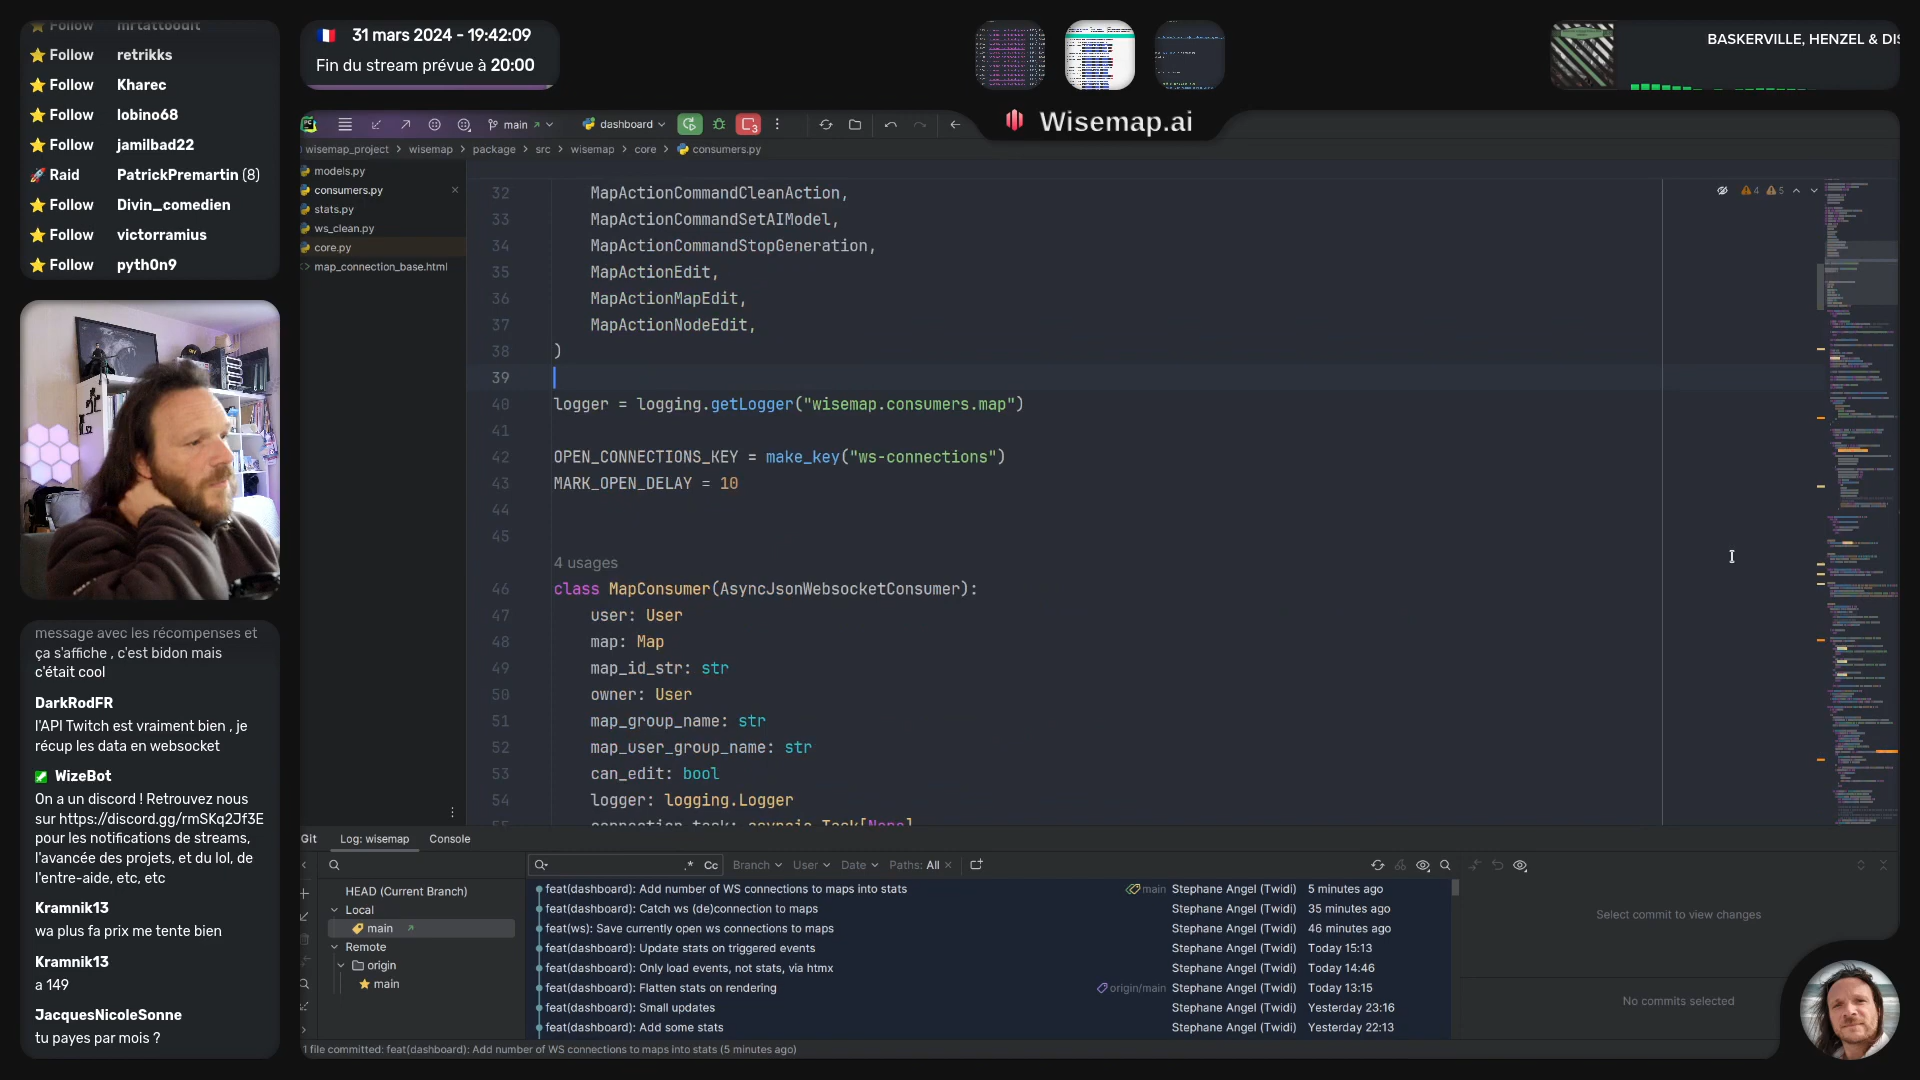 Follow mrtattoodit
Follow retrikks
Follow Kharec
Follow lobino68
Follow jamilbad22
Raid PatrickPremartin (8)
Follow Divin_comedien
Follow victorramius
Follow pyth0n9
31 mars 2024 - 19:42:09
Fin du stream prévue à 20:00
BASKERVILLE, HENZEL & DIS
Wisemap.ai
main
dashboard
3
wisemap_project > wisemap > package > src > wisemap > core > consumers.py
models.py
consumers.py
stats.py
ws_clean.py
core.py
map_connection_base.html
4 5
32 MapActionCommandCleanAction,
33 MapActionCommandSetAIModel,
34 MapActionCommandStopGeneration,
35 MapActionEdit,
36 MapActionMapEdit,
37 MapActionNodeEdit,
38 )
39
40 logger = logging.getLogger("wisemap.consumers.map")
41
42 OPEN_CONNECTIONS_KEY = make_key("ws-connections")
43 MARK_OPEN_DELAY = 10
44
45
4 usages
46 class MapConsumer(AsyncJsonWebsocketConsumer):
47 user: User
48 map: Map
49 map_id_str: str
50 owner: User
51 map_group_name: str
52 map_user_group_name: str
53 can_edit: bool
54 logger: logging.Logger
55 connection_task: asyncio.Task[None]
message avec les récompenses et
ça s'affiche , c'est bidon mais
c'était cool
DarkRodFR
l'API Twitch est vraiment bien , je
récup les data en websocket
WizeBot
On a un discord ! Retrouvez nous
sur https://discord.gg/rmSKq2Jf3E
pour les notifications de streams,
l'avancée des projets, et du lol, de
l'entre-aide, etc, etc
Kramnik13
wa plus fa prix me tente bien
Kramnik13
a 149
JacquesNicoleSonne
tu payes par mois ?
Git Log: wisemap Console
.* Cc Branch User Date Paths: All
HEAD (Current Branch)
Local
main
Remote
origin
main
feat(dashboard): Add number of WS connections to maps into stats main Stephane Angel (Twidi) 5 minutes ago
feat(dashboard): Catch ws (de)connection to maps Stephane Angel (Twidi) 35 minutes ago
feat(ws): Save currently open ws connections to maps Stephane Angel (Twidi) 46 minutes ago
feat(dashboard): Update stats on triggered events Stephane Angel (Twidi) Today 15:13
feat(dashboard): Only load events, not stats, via htmx Stephane Angel (Twidi) Today 14:46
feat(dashboard): Flatten stats on rendering origin/main Stephane Angel (Twidi) Today 13:15
feat(dashboard): Small updates Stephane Angel (Twidi) Yesterday 23:16
feat(dashboard): Add some stats Stephane Angel (Twidi) Yesterday 22:13
Select commit to view changes
No commits selected
1 file committed: feat(dashboard): Add number of WS connections to maps into stats (5 minutes ago)